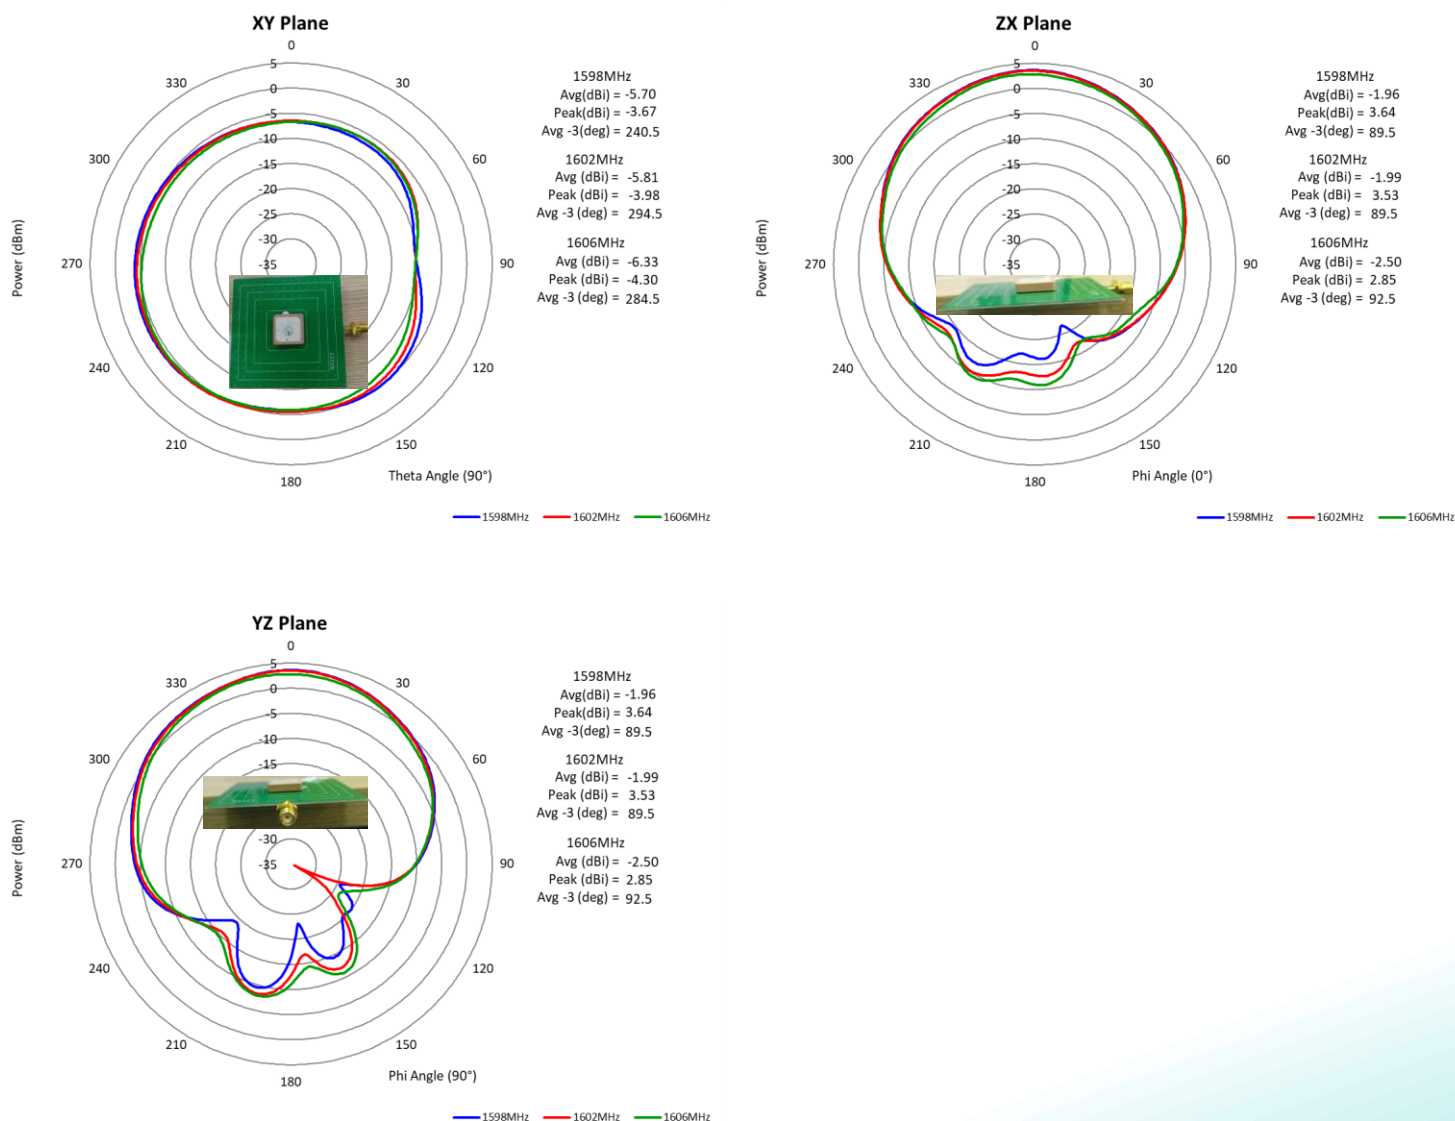 XY Plane
0
5
0
-5
-10
-15
-20
-25
-30
-35
30
60
90
120
150
180
210
240
270
300
330
Power (dBm)
Theta Angle (90°)
1598MHz
Avg(dBi) = -5.70
Peak(dBi) = -3.67
Avg -3(deg) = 240.5
1602MHz
Avg (dBi) = -5.81
Peak (dBi) = -3.98
Avg -3 (deg) = 294.5
1606MHz
Avg (dBi) = -6.33
Peak (dBi) = -4.30
Avg -3 (deg) = 284.5
1598MHz 1602MHz 1606MHz
ZX Plane
0
5
0
-5
-10
-15
-20
-25
-30
-35
30
60
90
120
150
180
210
240
270
300
330
Power (dBm)
Phi Angle (0°)
1598MHz
Avg(dBi) = -1.96
Peak(dBi) = 3.64
Avg -3(deg) = 89.5
1602MHz
Avg (dBi) = -1.99
Peak (dBi) = 3.53
Avg -3 (deg) = 89.5
1606MHz
Avg (dBi) = -2.50
Peak (dBi) = 2.85
Avg -3 (deg) = 92.5
1598MHz 1602MHz 1606MHz
YZ Plane
0
5
0
-5
-10
-15
-30
-35
30
60
90
120
150
180
210
240
270
300
330
Power (dBm)
Phi Angle (90°)
1598MHz
Avg(dBi) = -1.96
Peak(dBi) = 3.64
Avg -3(deg) = 89.5
1602MHz
Avg (dBi) = -1.99
Peak (dBi) = 3.53
Avg -3 (deg) = 89.5
1606MHz
Avg (dBi) = -2.50
Peak (dBi) = 2.85
Avg -3 (deg) = 92.5
1598MHz 1602MHz 1606MHz